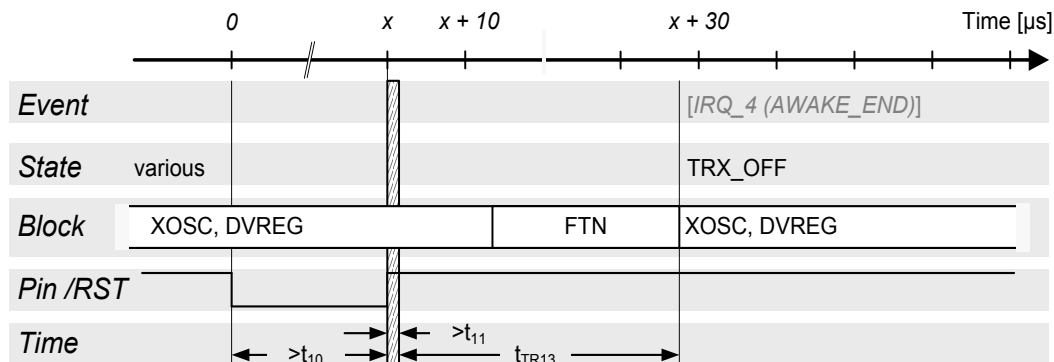 0 x x + 10 x + 30 Time [µs]
Event [IRQ_4 (AWAKE_END)]
State various TRX_OFF
Block XOSC, DVREG FTN XOSC, DVREG
Pin /RST
>t11
Time >t10 tTR13